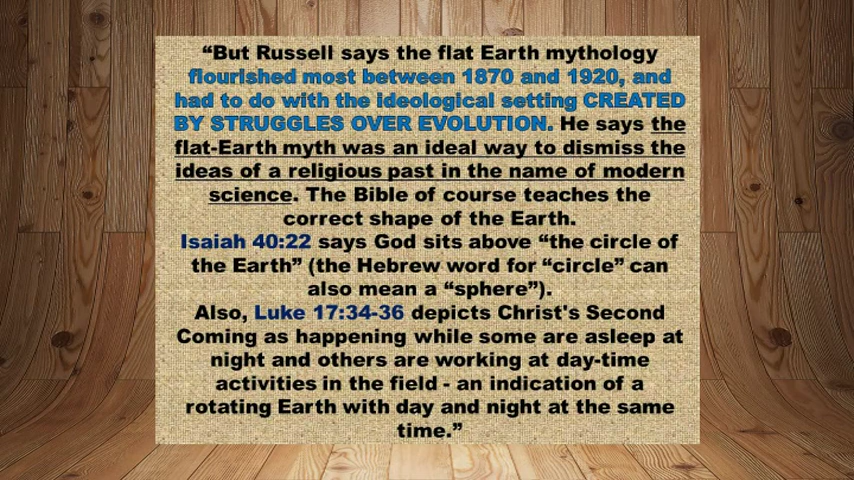 “But Russell says the flat Earth mythology
flourished most between 1870 and 1920, and
had to do with the ideological setting CREATED
BY STRUGGLES OVER EVOLUTION. He says the
flat-Earth myth was an ideal way to dismiss the
ideas of a religious past in the name of modern
science. The Bible of course teaches the
correct shape of the Earth.
Isaiah 40:22 says God sits above “the circle of
the Earth” (the Hebrew word for “circle” can
also mean a “sphere”).
Also, Luke 17:34-36 depicts Christ's Second
Coming as happening while some are asleep at
night and others are working at day-time
activities in the field - an indication of a
rotating Earth with day and night at the same
time.”